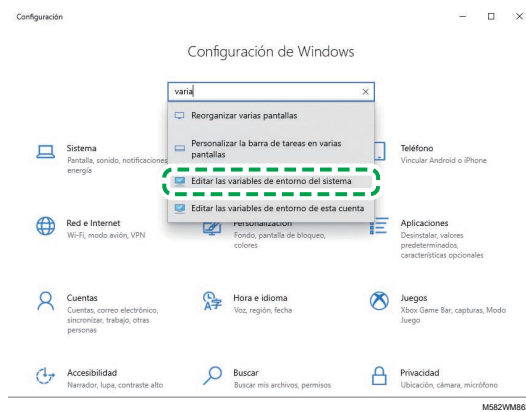 Configuración
Configuración de Windows
varia
Reorganizar varias pantallas
Personalizar la barra de tareas en varias
pantallas
Editar las variables de entorno del sistema
Editar las variables de entorno de esta cuenta
Sistema
Pantalla, sonido, notificaciones,
energía
Teléfono
Vincular Android o iPhone
Red e Internet
Wi-Fi, modo avión, VPN
Personalización
Fondo, pantalla de bloqueo,
colores
Aplicaciones
Desinstalar, valores
predeterminados,
características opcionales
Cuentas
Cuentas, correo electrónico,
sincronizar, trabajo, otras
personas
Hora e idioma
Voz, región, fecha
Juegos
Xbox Game Bar, capturas, Modo
Juego
Accesibilidad
Narrador, lupa, contraste alto
Buscar
Buscar mis archivos, permisos
Privacidad
Ubicación, cámara, micrófono
M582WM86